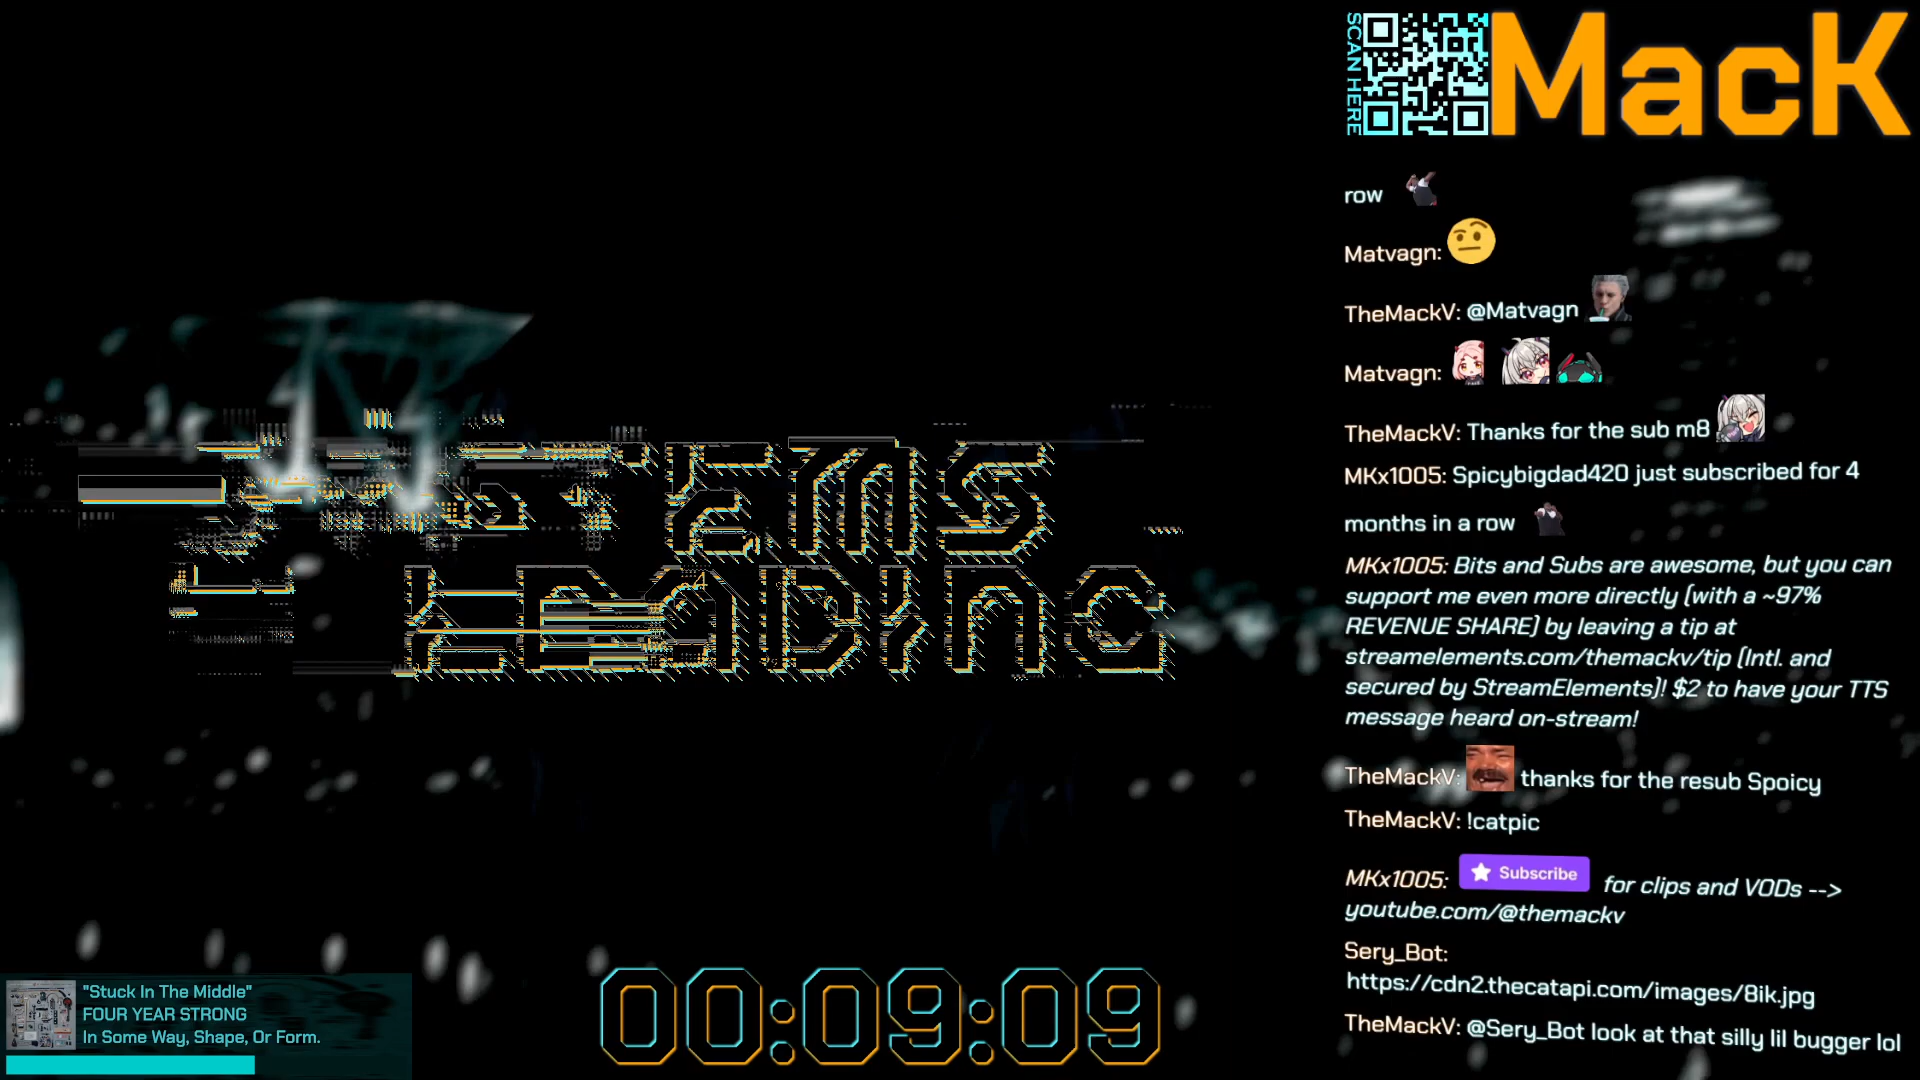 SCAN HERE
MacK
row
Matvagn:
TheMackV: @Matvagn
Matvagn:
TheMackV: Thanks for the sub m8
MKx1005: Spicybigdad420 just subscribed for 4
months in a row
MKx1005: Bits and Subs are awesome, but you can
support me even more directly (with a ~97%
REVENUE SHARE) by leaving a tip at
streamelements.com/themackv/tip (Intl. and
secured by StreamElements)! $2 to have your TTS
message heard on-stream!
TheMackV: thanks for the resub Spoicy
TheMackV: !catpic
MKx1005: Subscribe for clips and VODs -->
youtube.com/@themackv
Sery_Bot:
https://cdn2.thecatapi.com/images/8ik.jpg
TheMackV: @Sery_Bot look at that silly lil bugger lol
"Stuck In The Middle"
FOUR YEAR STRONG
In Some Way, Shape, Or Form.
00:09:09